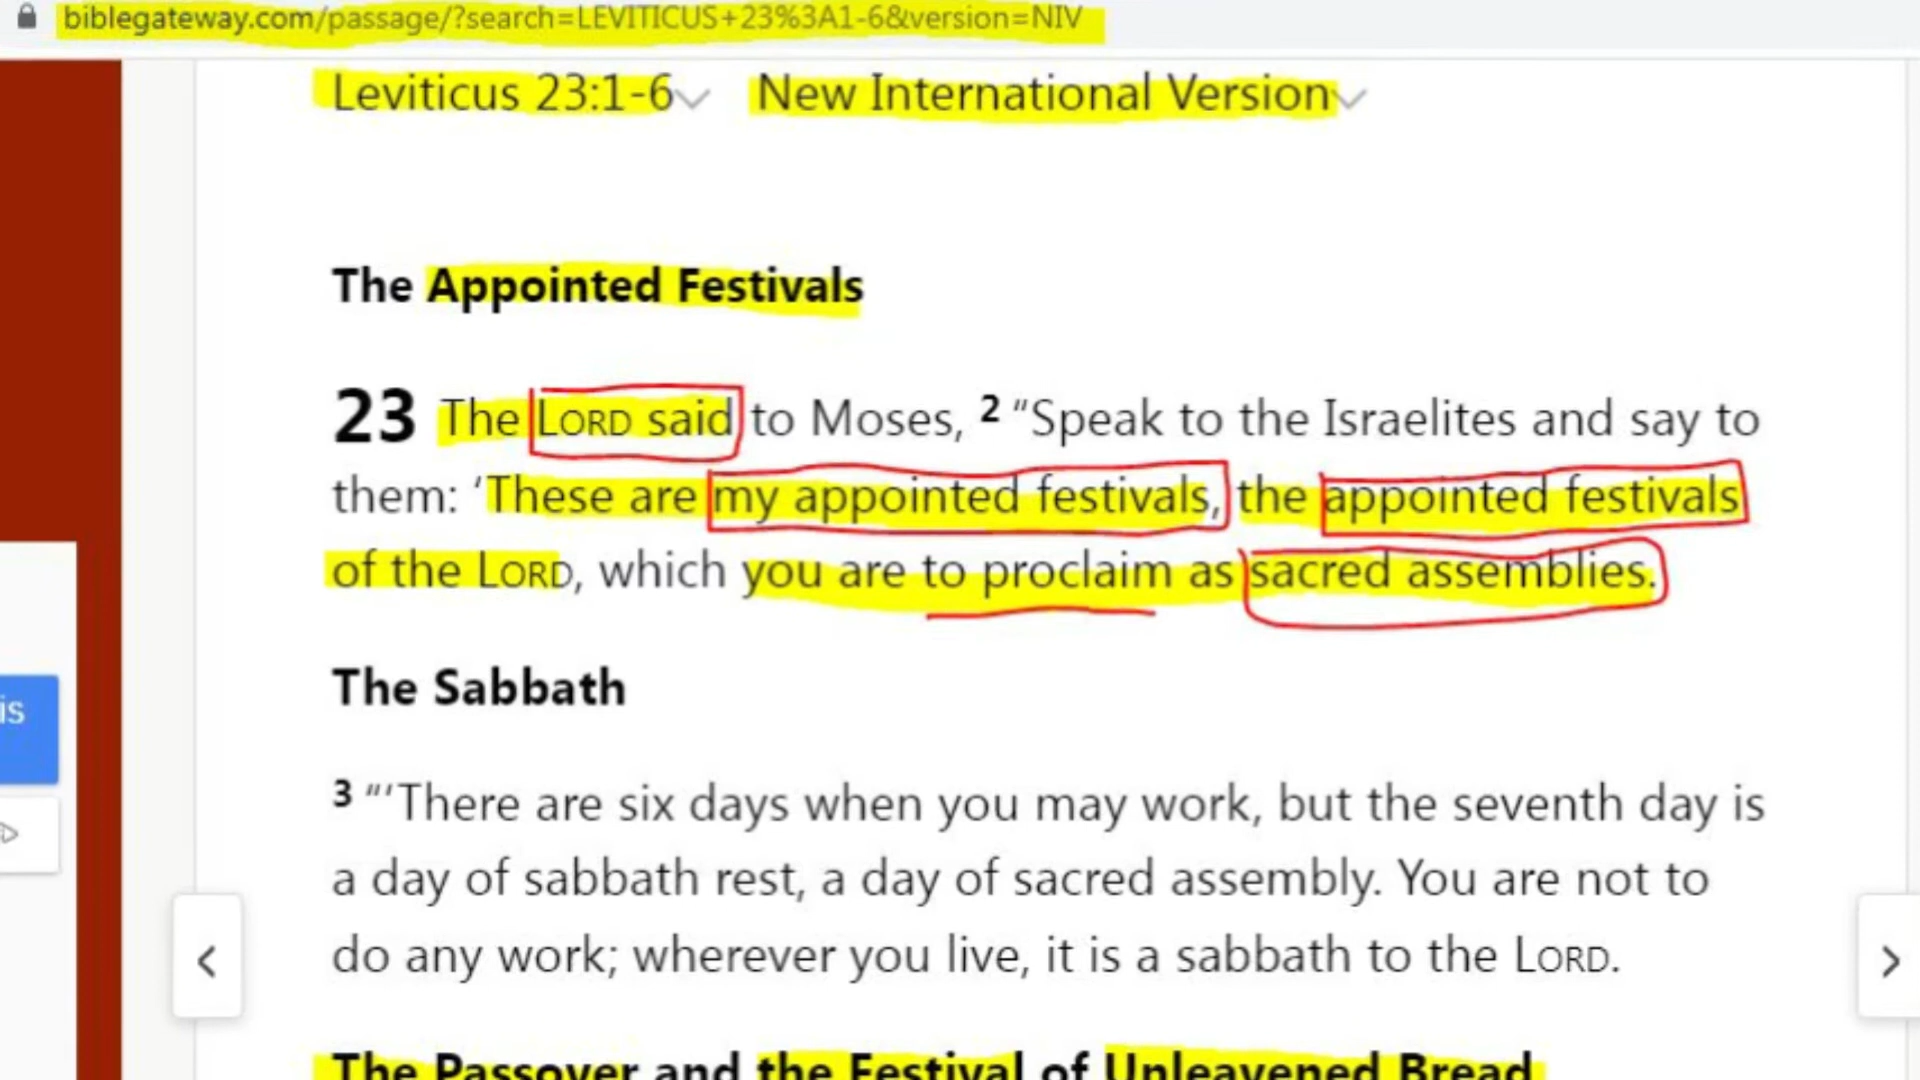 biblegateway.com/passage/?search=LEVITICUS+23%3A1-6&version=NIV
Leviticus 23:1-6 New International Version
The Appointed Festivals
23 The LORD said to Moses, 2 “Speak to the Israelites and say to
them: ‘These are my appointed festivals, the appointed festivals
of the LORD, which you are to proclaim as sacred assemblies.
The Sabbath
3 “‘There are six days when you may work, but the seventh day is
a day of sabbath rest, a day of sacred assembly. You are not to
do any work; wherever you live, it is a sabbath to the LORD.
is
The Passover and the Festival of Unleavened Bread